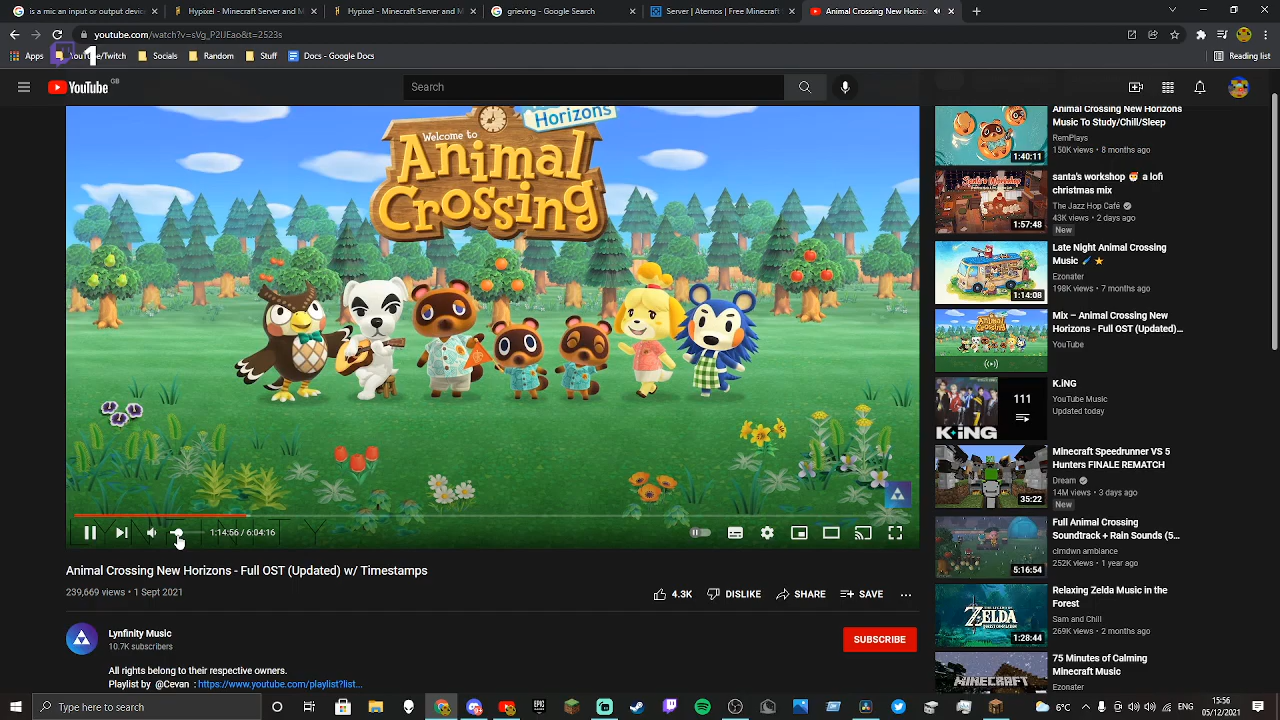 is a mic an input or output devic
Hypixel - Minecraft Server and M
Hypixel - Minecraft Server and M
grieving - Google Search
Server | Aternos | Free Minecraft
Animal Crossing New Horizo
youtube.com/watch?v=sVg_P2IJEao&t=2523s
Apps
Socials
Random
Stuff
Docs - Google Docs
Reading list
1
YouTube
GB
Search
Horizons
Welcome to
Animal
Crossing
1:14:56 / 6:04:16
Animal Crossing New Horizons - Full OST (Updated) w/ Timestamps
239,669 views • 1 Sept 2021
4.3K
DISLIKE
SHARE
SAVE
Lynfinity Music
10.7K subscribers
SUBSCRIBE
All rights belong to their respective owners.
Playlist by @Cevan : https://www.youtube.com/playlist?list...
Animal Crossing New Horizons
Music To Study/Chill/Sleep
RemPlays
150K views • 8 months ago
1:40:11
santa's workshop 🎅 a lofi
christmas mix
The Jazz Hop Café
43K views • 2 days ago
New
1:57:48
Late Night Animal Crossing
Music
Ezonater
198K views • 7 months ago
1:14:08
Mix – Animal Crossing New
Horizons - Full OST (Updated)...
YouTube
K.iNG
YouTube Music
Updated today
111
K•iNG
Minecraft Speedrunner VS 5
Hunters FINALE REMATCH
Dream
14M views • 3 days ago
New
35:22
Full Animal Crossing
Soundtrack + Rain Sounds (5...
clmdwn ambiance
252K views • 1 year ago
5:16:54
Relaxing Zelda Music in the
Forest
Sam and Chill
269K views • 2 months ago
ZELDA
1:28:44
75 Minutes of Calming
Minecraft Music
Ezonater
MINECRAFT
Type here to search
EPIC
6°C
15:56
05/12/2021